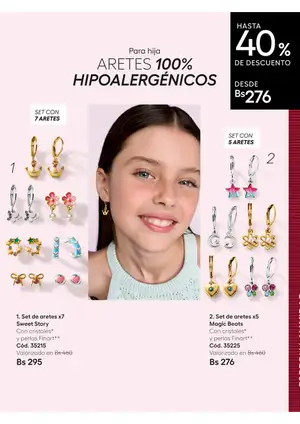 HASTA
40%
DE DESCUENTO
DESDE
Bs276
Para hija
ARETES 100%
HIPOALERGÉNICOS
SET CON
7 ARETES
1
SET CON
5 ARETES
2
1. Set de aretes x7
Sweet Story
Con cristales*
y perlas Finart**
Cód. 35215
Valorizado en Bs 460
Bs 295
2. Set de aretes x5
Magic Beats
Con cristales*
y perlas Finart**
Cód. 35225
Valorizado en Bs 460
Bs 276